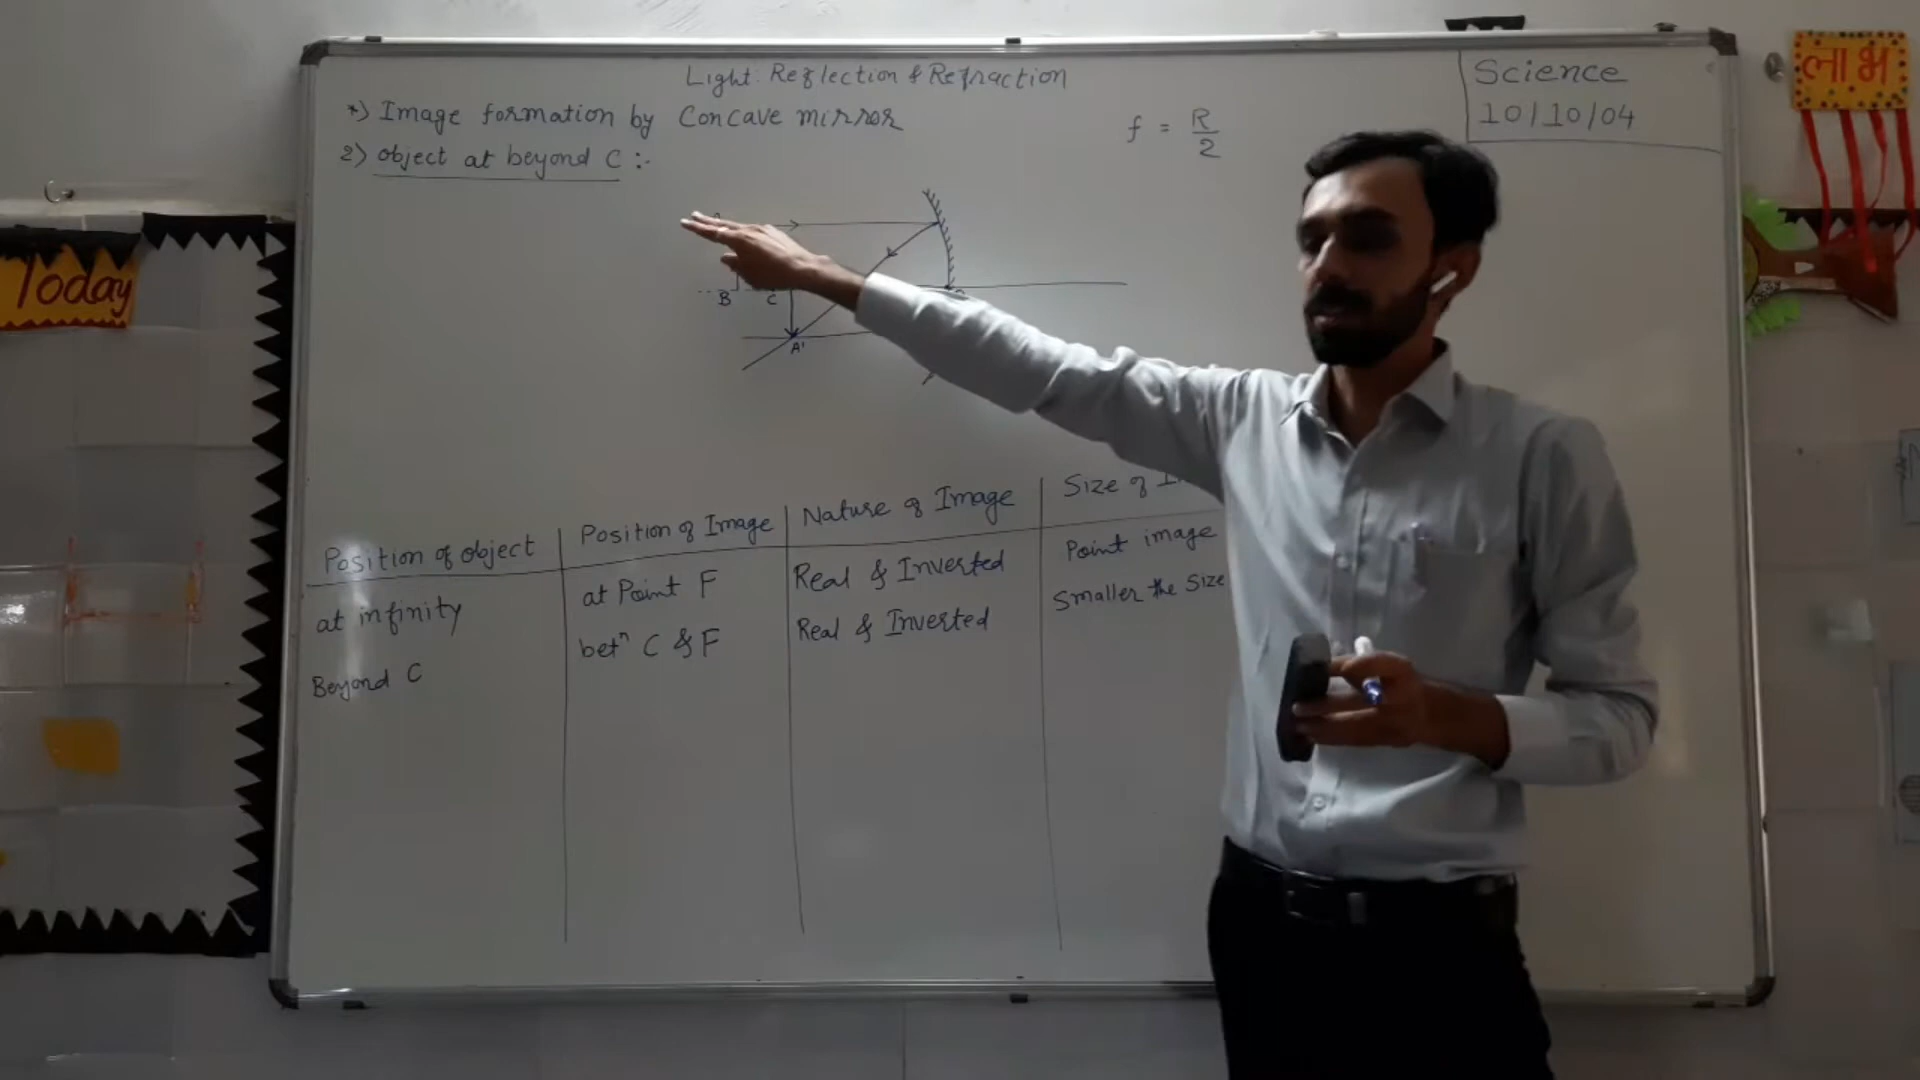 Light: Reflection & Refraction
Science
10/10/04
*) Image formation by Concave mirror
f = R/2
2) object at beyond C :-
B C
A'
Position of object Position of Image Nature of Image Size of
at infinity at Point F Real & Inverted Point image
Beyond C betⁿ C & F Real & Inverted Smaller the Size
Today
लाभ